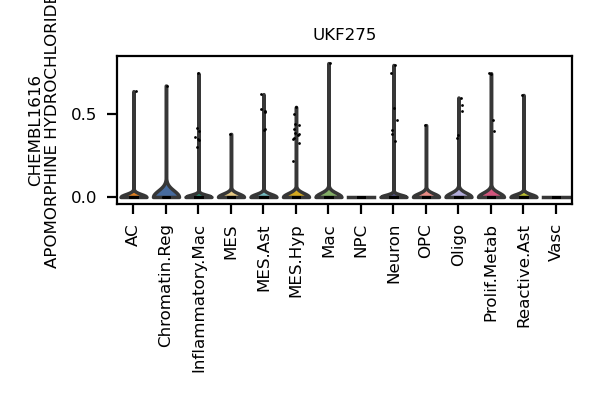 UKF275
CHEMBL1616
APOMORPHINE HYDROCHLORIDE
0.5
0.0
AC
Chromatin.Reg
Inflammatory.Mac
MES
MES.Ast
MES.Hyp
Mac
NPC
Neuron
OPC
Oligo
Prolif.Metab
Reactive.Ast
Vasc